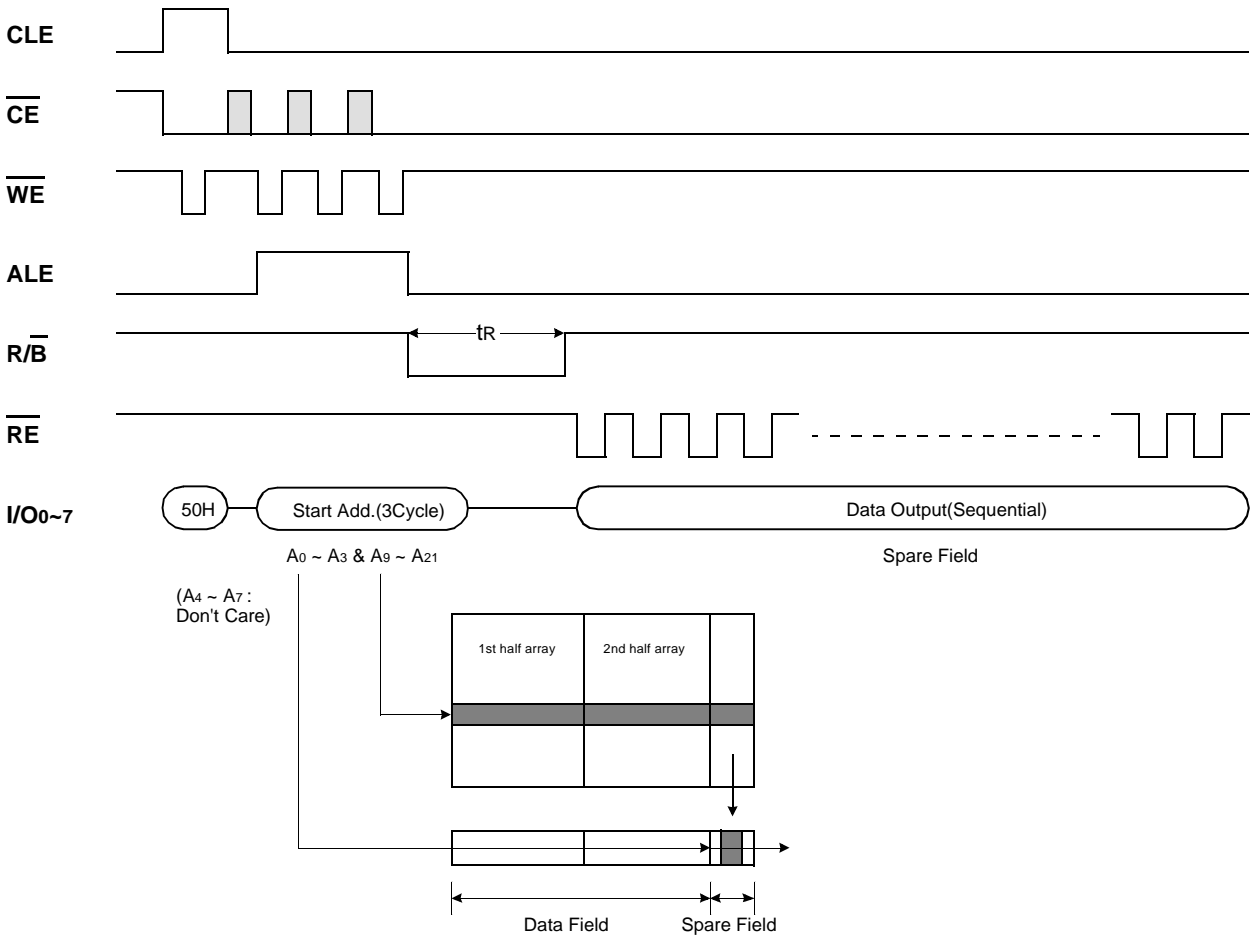 CLE
CE
WE
ALE
R/B
tR
RE
I/O0~7
50H
Start Add.(3Cycle)
Data Output(Sequential)
A0 ~ A3 & A9 ~ A21
Spare Field
(A4 ~ A7 :
Don't Care)
1st half array
2nd half array
Data Field
Spare Field